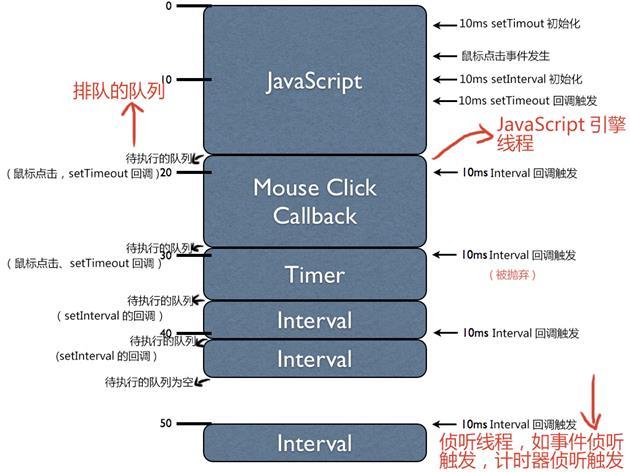 0
10ms setTimout 初始化
鼠标点击事件发生
10
10ms setInterval 初始化
JavaScript
排队的队列
10ms setTimeout 回调触发
JavaScript 引擎
线程
待执行的队列
（鼠标点击，setTimeout 回调）
20
10ms Interval 回调触发
Mouse Click
Callback
待执行的队列
（鼠标点击、setTimeout 回调）
30
10ms Interval 回调触发
（被抛弃）
Timer
待执行的队列
（setInterval 的回调）
Interval
40
10ms Interval 回调触发
待执行的队列
(setInterval 的回调）
Interval
待执行的队列为空
50
10ms Interval 回调触发
Interval
侦听线程，如事件侦听
触发，计时器侦听触发